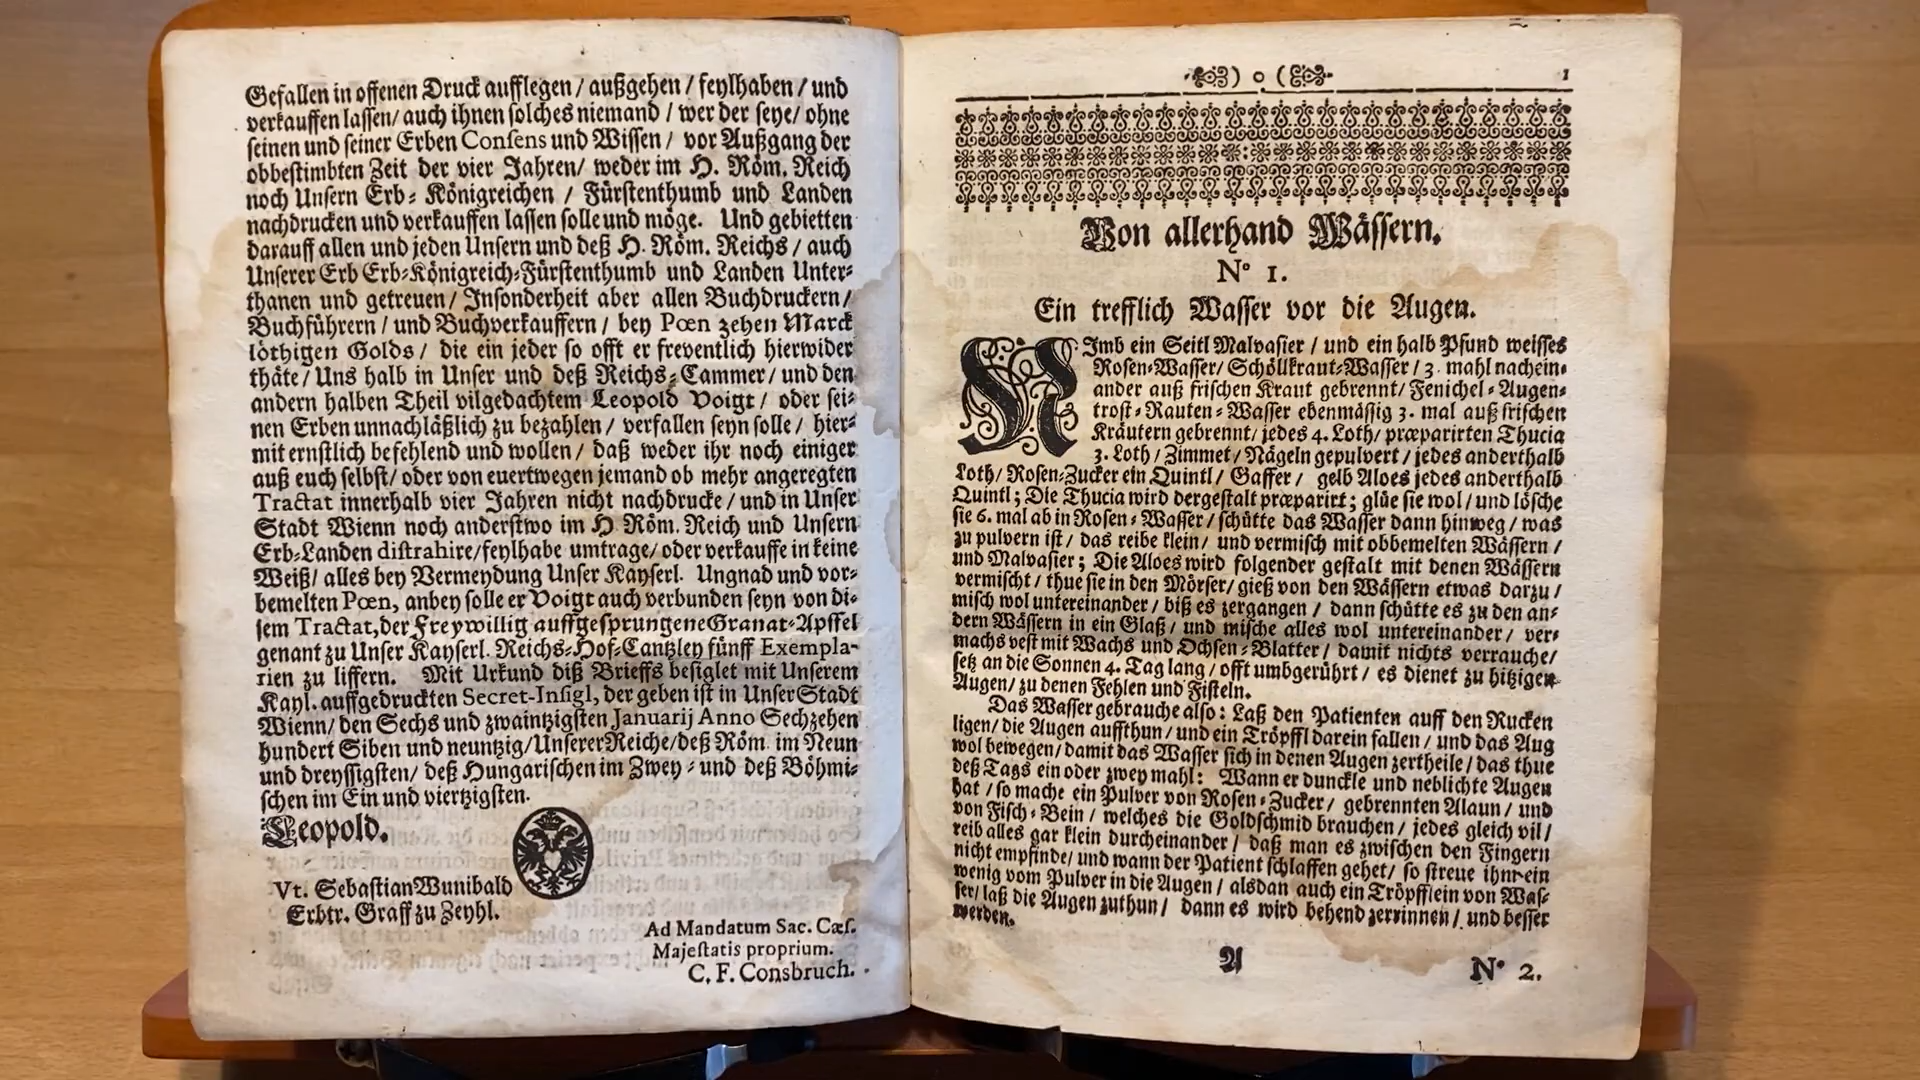 Gefallen in offenen Druck aufflegen / außgehen / feylhaben / und
verkauffen lassen / auch ihnen solches niemand / wer der seye / ohne
seinen und seiner Erben Consens und Wissen / vor Außgang der
obbestimbten Zeit der vier Jahren / weder im H. Röm. Reich
noch Unsern Erb-Königreichen / Fürstenthumb und Landen
nachdrucken und verkauffen lassen solle und möge. Und gebietten
darauff allen und jeden Unsern und deß H. Röm. Reichs / auch
Unserer Erb Erb-Königreich-Fürstenthumb und Landen Unter-
thanen und getreuen / Insonderheit aber allen Buchdruckern /
Buchführern / und Buchverkauffern / bey Pœn zehen Marck
löthigen Golds / die ein jeder so offt er freventlich hierwider
thäte / Uns halb in Unser und deß Reichs-Cammer / und den
andern halben Theil vilgedachtem Leopold Voigt / oder sei-
nen Erben unnachläßlich zu bezahlen / verfallen seyn solle / hier-
mit ernstlich befehlend und wollen / daß weder ihr noch einiger
auß euch selbst / oder von euertwegen jemand ob mehr angeregten
Tractat innerhalb vier Jahren nicht nachdrucke / und in Unser
Stadt Wienn noch anderstwo im H Röm. Reich und Unsern
Erb-Landen distrahire / feylhabe umtrage / oder verkauffe in keine
Weiß / alles bey Vermeydung Unser Kayserl. Ungnad und vor-
bemelten Pœn, anbey solle er Voigt auch verbunden seyn von di-
sem Tractat, der Freywillig auffgesprungene Granat-Apffel
genant zu Unser Kayserl. Reichs-Hof-Cantzley fünff Exempla-
rien zu liffern. Mit Urkund diß Brieffs besiglet mit Unserem
Kayl. auffgedruckten Secret-Insigl, der geben ist in Unser Stadt
Wienn / den Sechs und zwaintzigsten Januarij Anno Sechzehen
hundert Siben und neuntzig / Unserer Reiche / deß Röm. im Neun
und dreyssigsten / deß Hungarischen im Zwey- und deß Böhmi-
schen im Ein und viertzigsten.
Leopold.
Vt. Sebastian Wunibald
Erbtr. Graff zu Zeyhl.
Ad Mandatum Sac. Cæs.
Majestatis proprium.
C. F. Consbruch.
1
Von allerhand Wässern.
N° 1.
Ein trefflich Wasser vor die Augen.
NImb ein Seitl Malvasier / und ein halb Pfund weisses
Rosen-Wasser / Schöllkraut-Wasser / 3. mahl nachein-
ander auß frischen Kraut gebrennt / Fenichel-Augen-
trost-Rauten-Wasser ebenmässig 3. mal auß frischen
Kräutern gebrennt / jedes 4. Loth / præparirten Thucia
3. Loth / Zimmet / Nägeln gepulvert / jedes anderthalb
Loth / Rosen-Zucker ein Quintl / Gaffer / gelb Aloes jedes anderthalb
Quintl; Die Thucia wird dergestalt præparirt; glüe sie wol / und lösche
sie 6. mal ab in Rosen-Wasser / schütte das Wasser dann hinweg / was
zu pulvern ist / das reibe klein / und vermisch mit obbemelten Wässern /
und Malvasier; Die Aloes wird folgender gestalt mit denen Wässern
vermischt / thue sie in den Mörser / gieß von den Wässern etwas darzu /
misch wol untereinander / biß es zergangen / dann schütte es zu den an-
dern Wässern in ein Glaß / und mische alles wol untereinander / ver-
machs vest mit Wachs und Ochsen-Blatter / damit nichts verrauche /
setz an die Sonnen 4. Tag lang / offt umbgerührt / es dienet zu hitzigen
Augen / zu denen Fehlen und Fisteln.
Das Wasser gebrauche also: Laß den Patienten auff den Rucken
ligen / die Augen auffthun / und ein Tröpffl darein fallen / und das Aug
wol bewegen / damit das Wasser sich in denen Augen zertheile / das thue
deß Tags ein oder zwey mahl: Wann er dunckle und neblichte Augen
hat / so mache ein Pulver von Rosen-Zucker / gebrennten Alaun / und
von Fisch-Bein / welches die Goldschmid brauchen / jedes gleich vil /
reib alles gar klein durcheinander / daß man es zwischen den Fingern
nicht empfinde / und wann der Patient schlaffen gehet / so streue ihm ein
wenig vom Pulver in die Augen / alsdan auch ein Tröpfflein von Was-
ser / laß die Augen zuthun / dann es wird behend zerrinnen / und besser
werden.
A
N° 2.